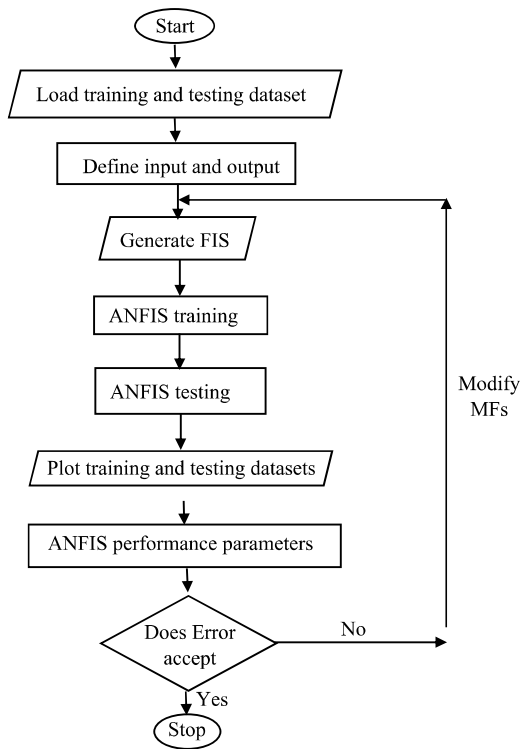 Start
Load training and testing dataset
Define input and output
Generate FIS
ANFIS training
ANFIS testing
Modify
MFs
Plot training and testing datasets
ANFIS performance parameters
Does Error
accept
No
Yes
Stop